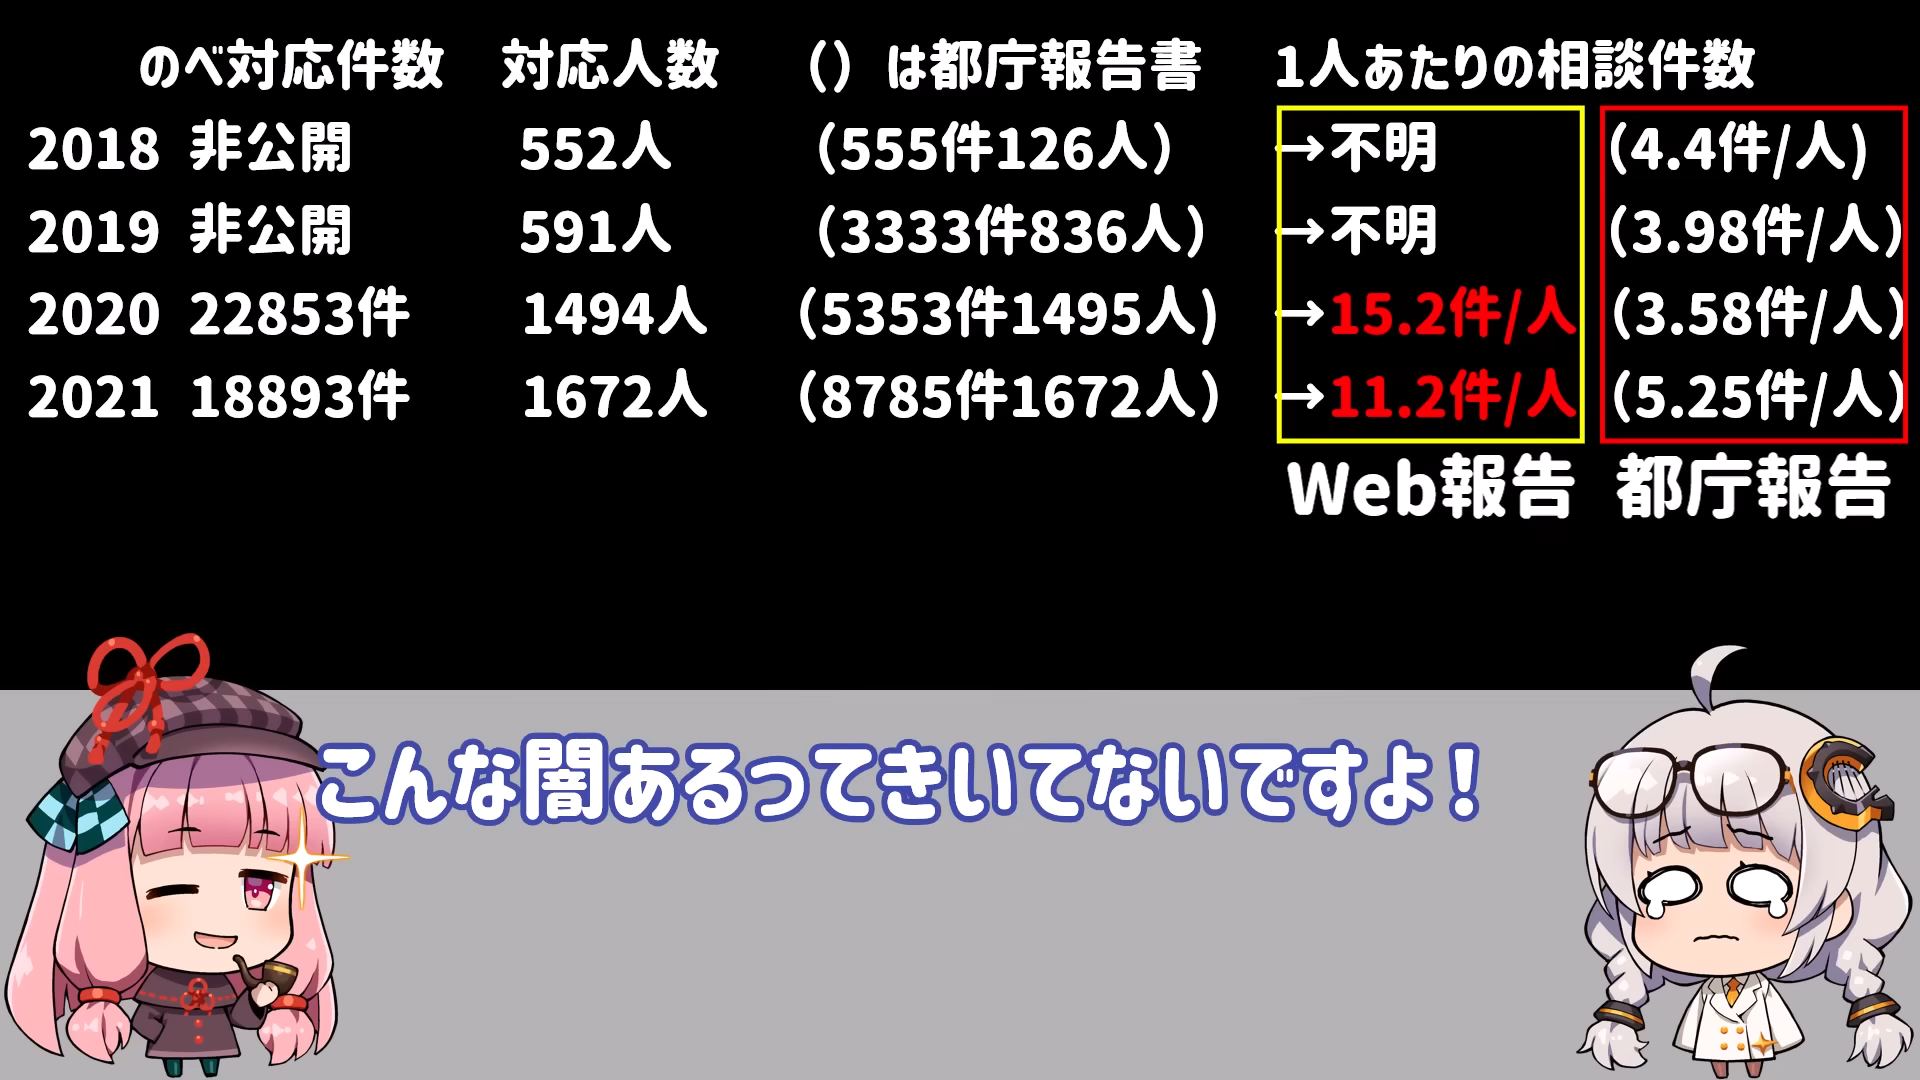 のべ対応件数 対応人数 () は都庁報告書 1人あたりの相談件数
2018 非公開 552人 (555件126人) →不明 (4.4件/人)
2019 非公開 591人 (3333件836人) →不明 (3.98件/人)
2020 22853件 1494人 (5353件1495人) →15.2件/人 (3.58件/人)
2021 18893件 1672人 (8785件1672人) →11.2件/人 (5.25件/人)
Web報告 都庁報告
こんな闇あるってきいてないですよ！